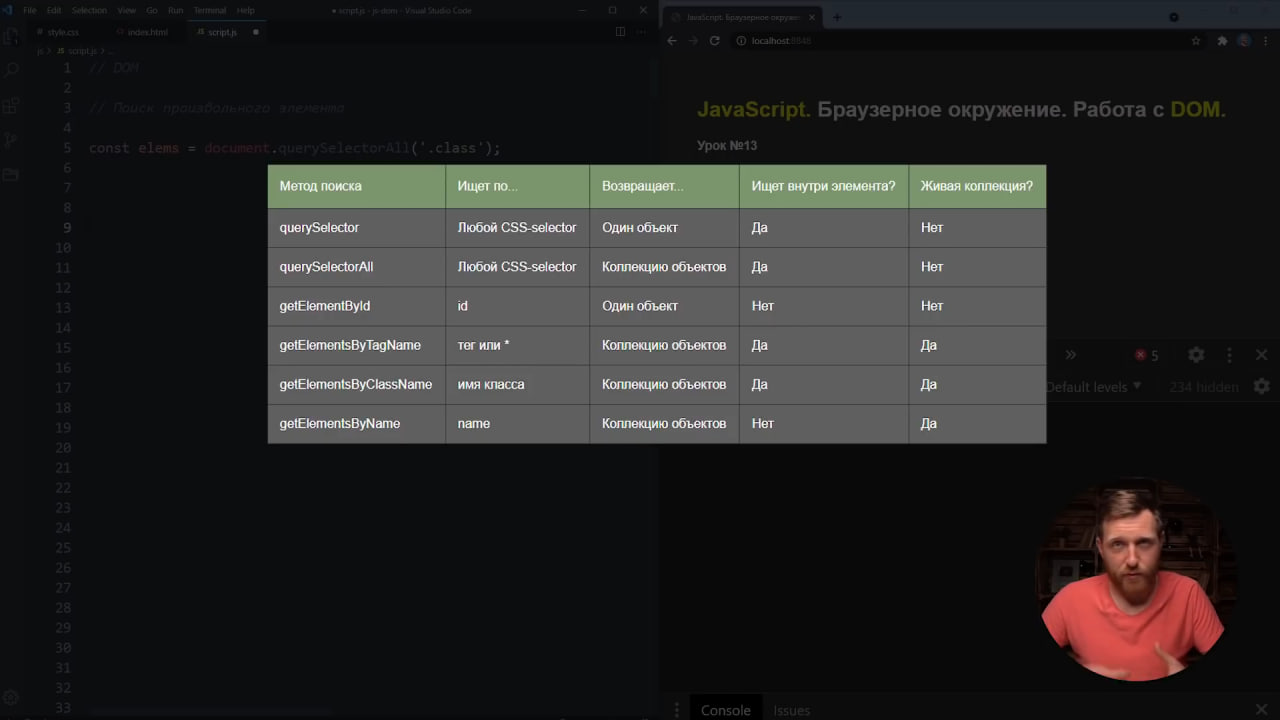 File Edit Selection View Go Run Terminal Help
● script.js - js-dom - Visual Studio Code
# style.css
<> index.html
JS script.js ●
js > JS script.js > ...
1 // DOM
2
3 // Поиск произвольного элемента
4
5 const elems = document.querySelectorAll('.class');
6
7
8
9
10
11
12
13
14
15
16
17
18
19
20
21
22
23
24
25
26
27
28
29
30
31
32
33
JavaScript. Браузерное окруже
localhost:8848
JavaScript. Браузерное окружение. Работа с DOM.
Урок №13
Метод поиска Ищет по... Возвращает... Ищет внутри элемента? Живая коллекция?
querySelector Любой CSS-selector Один объект Да Нет
querySelectorAll Любой CSS-selector Коллекцию объектов Да Нет
getElementById id Один объект Нет Нет
getElementsByTagName тег или * Коллекцию объектов Да Да
getElementsByClassName имя класса Коллекцию объектов Да Да
getElementsByName name Коллекцию объектов Нет Да
5
Default levels ▼ 234 hidden
Console Issues